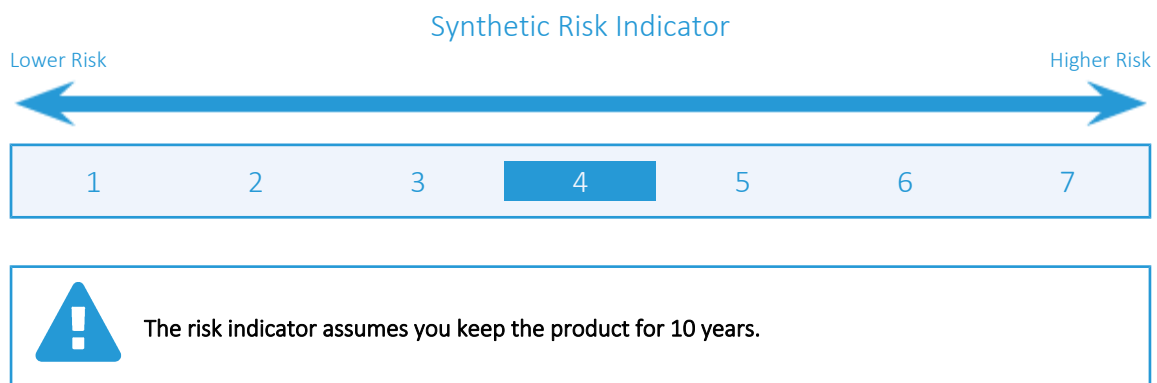 Synthetic Risk Indicator
Lower Risk Higher Risk
1 2 3 4 5 6 7
The risk indicator assumes you keep the product for 10 years.